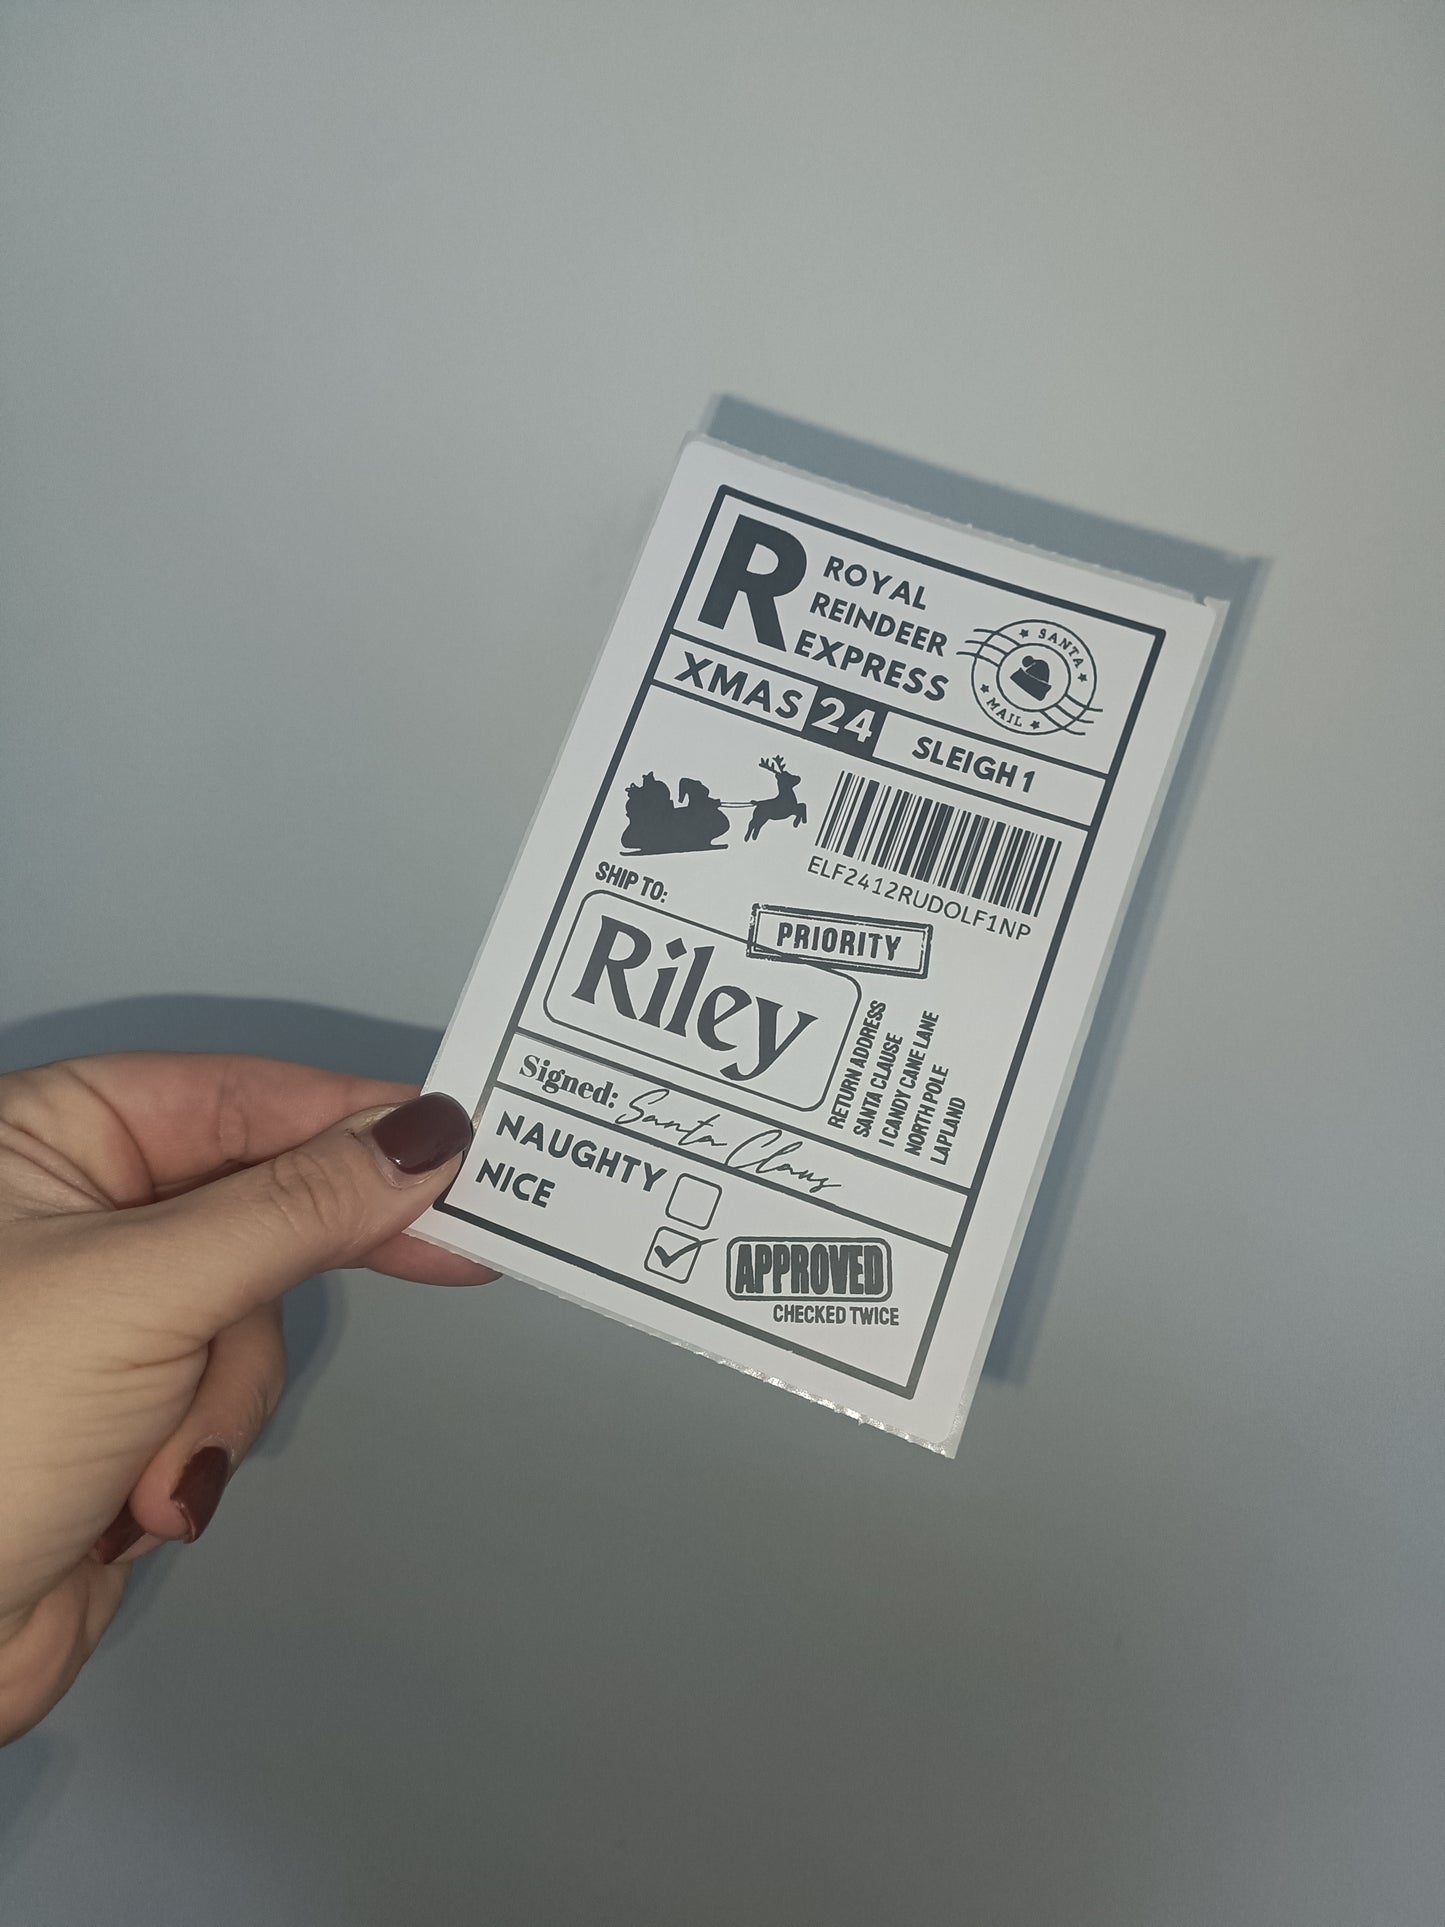 R
ROYAL
REINDEER
EXPRESS
SANTA
MAIL
XMAS 24
SLEIGH 1
ELF2412RUDOLF1NP
SHIP TO:
PRIORITY
Riley
RETURN ADDRESS
SANTA CLAUSE
1 CANDY CANE LANE
NORTH POLE
LAPLAND
Signed: Santa Claus
NAUGHTY
NICE
APPROVED
CHECKED TWICE